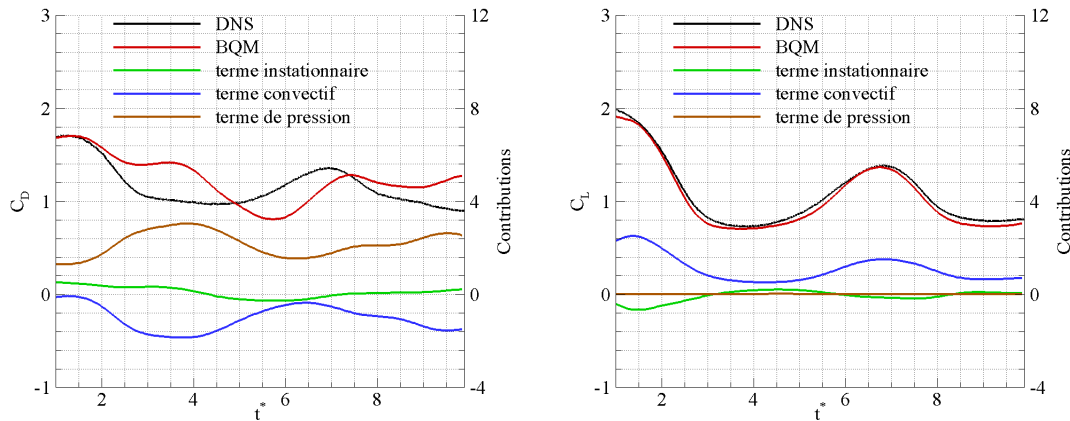 3
12
DNS
BQM
terme instationnaire
terme convectif
terme de pression
2
8
1
4
0
0
-1
-4
C_D
Contributions
2
4
6
8
t*
3
12
DNS
BQM
terme instationnaire
terme convectif
terme de pression
2
8
1
4
0
0
-1
-4
C_L
Contributions
2
4
6
8
t*